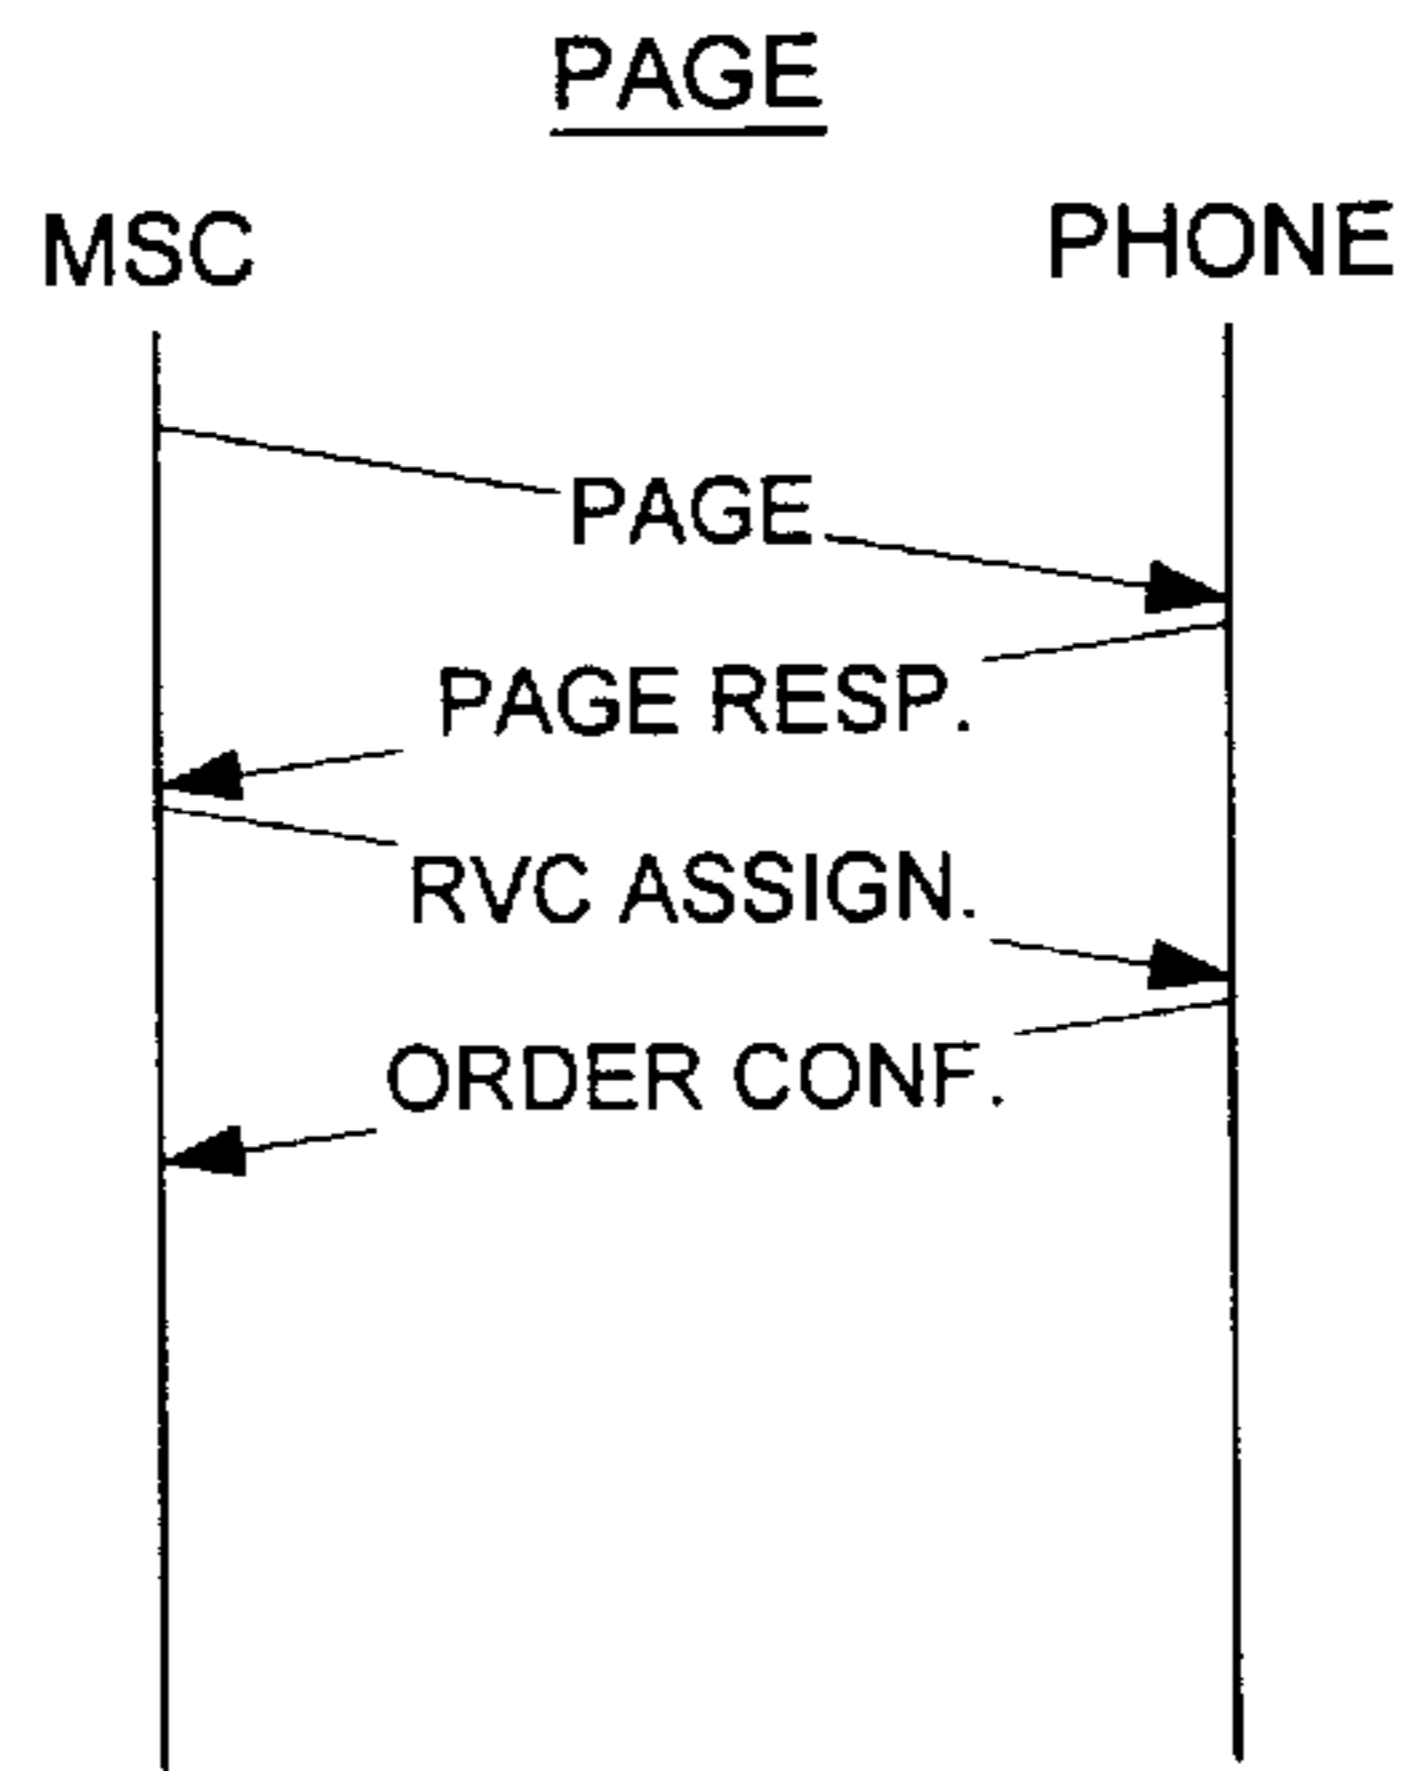 PAGE
MSC
PHONE
PAGE
PAGE RESP.
RVC ASSIGN.
ORDER CONF.